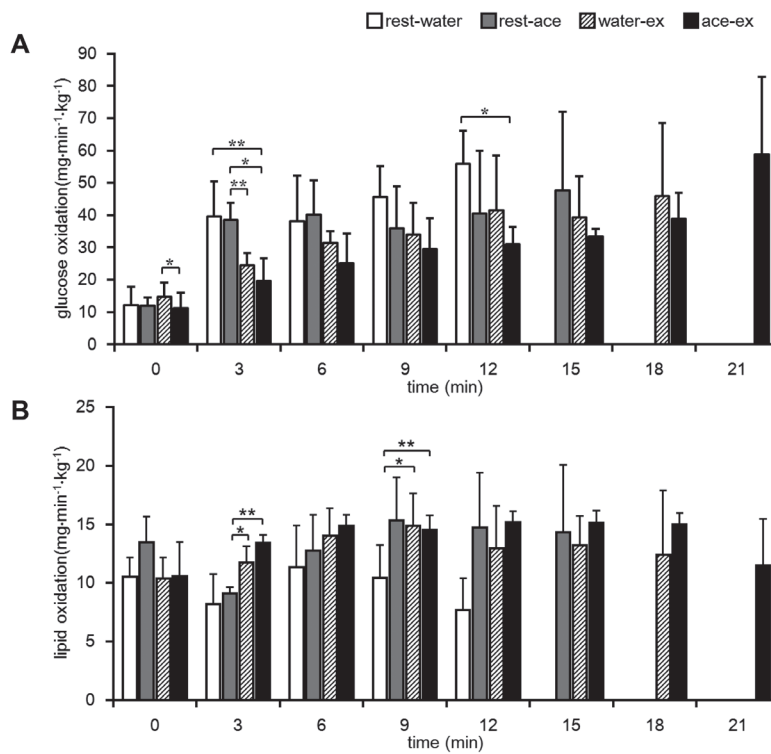 rest-water rest-ace water-ex ace-ex
A
glucose oxidation(mg·min-1·kg-1)
90
80
70
60
50
40
30
20
10
0
* ** * ** *
0 3 6 9 12 15 18 21
time (min)
B
lipid oxidation(mg·min-1·kg-1)
25
20
15
10
5
0
** * ** *
0 3 6 9 12 15 18 21
time (min)